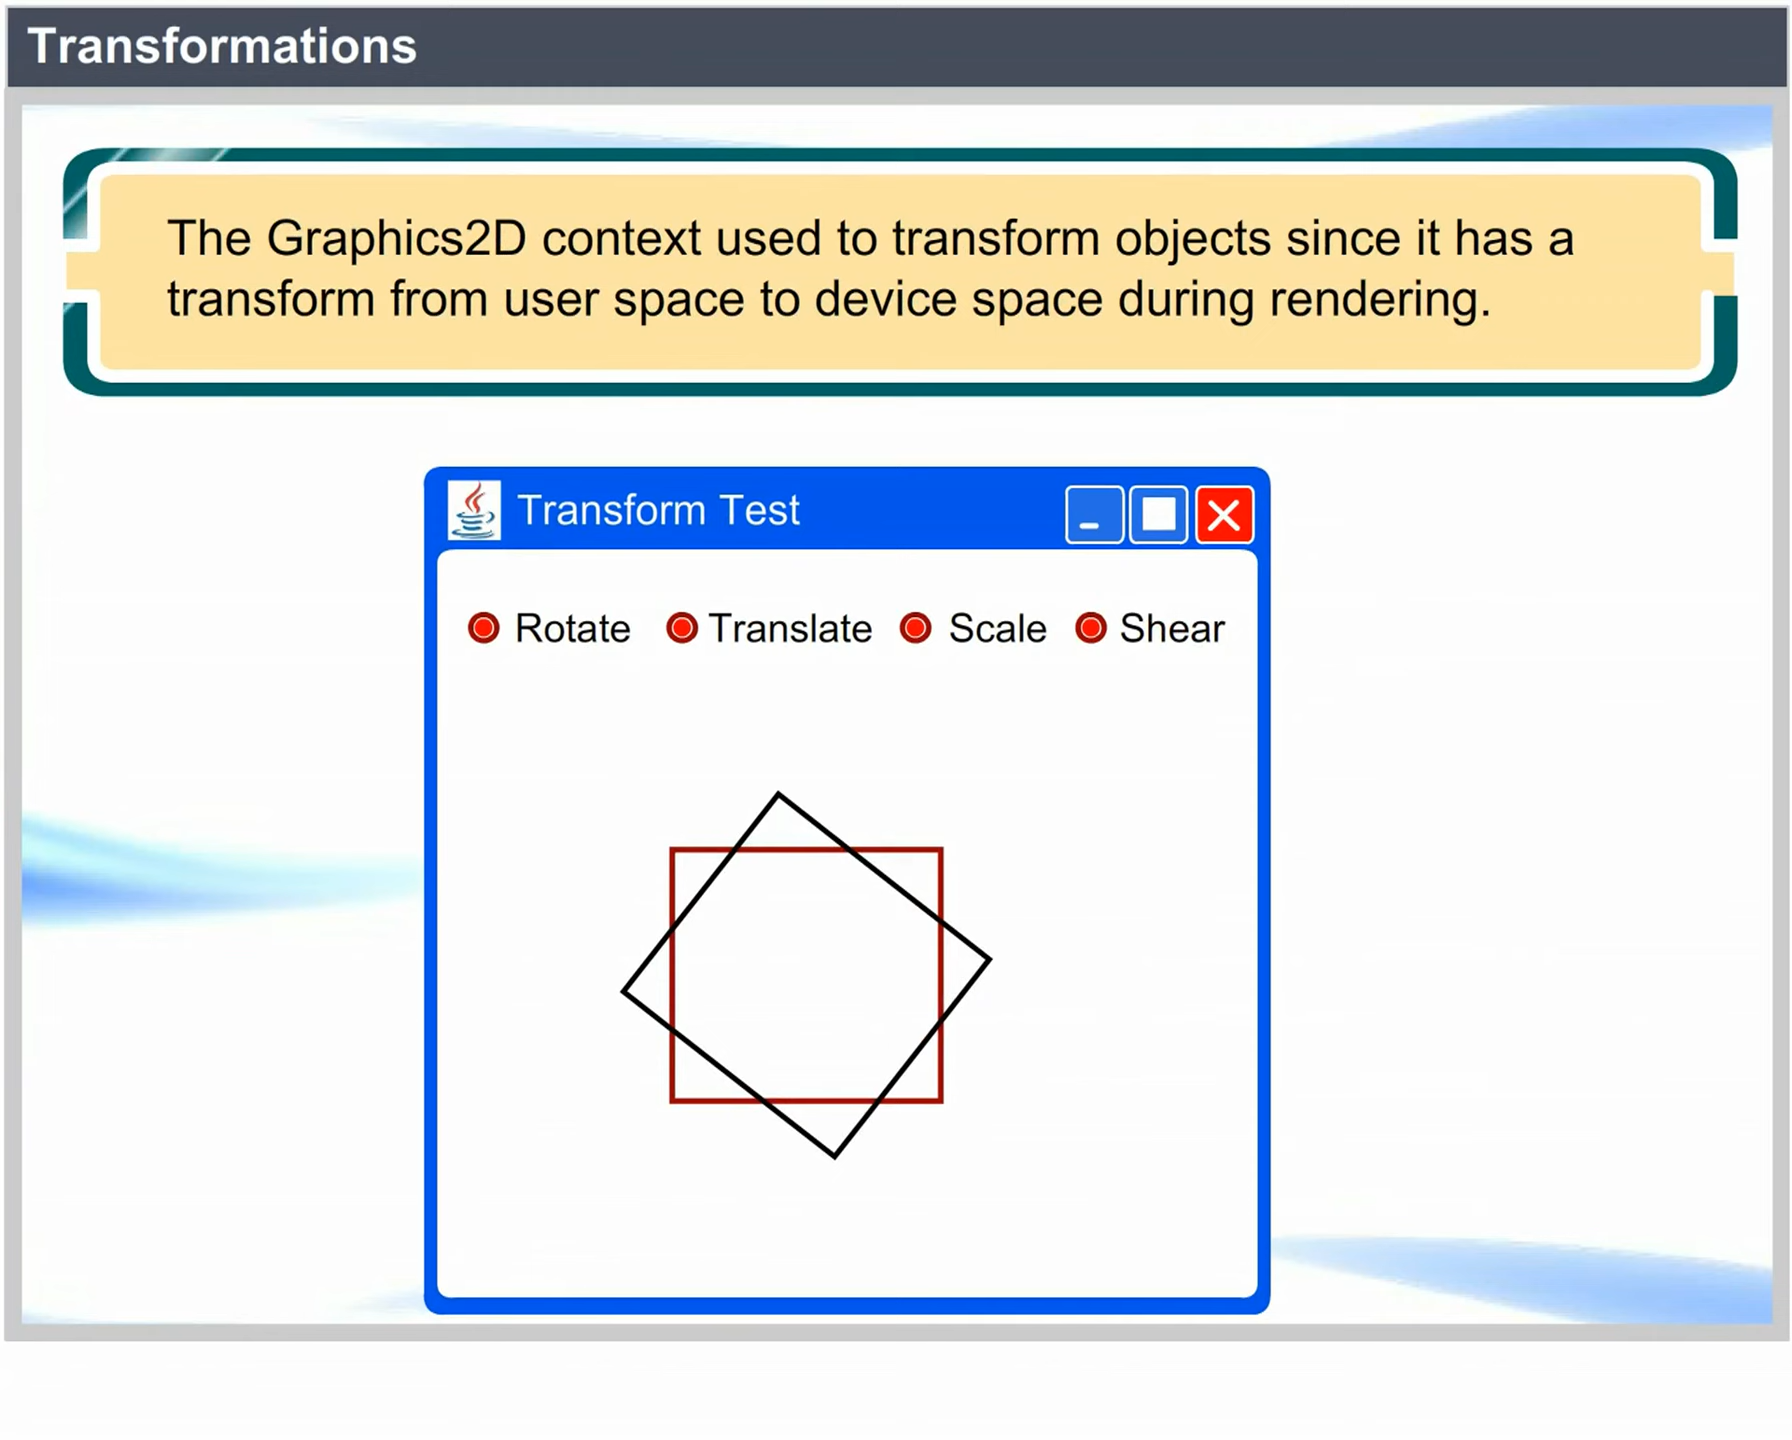 Transformations
The Graphics2D context used to transform objects since it has a
transform from user space to device space during rendering.
Transform Test
Rotate Translate Scale Shear